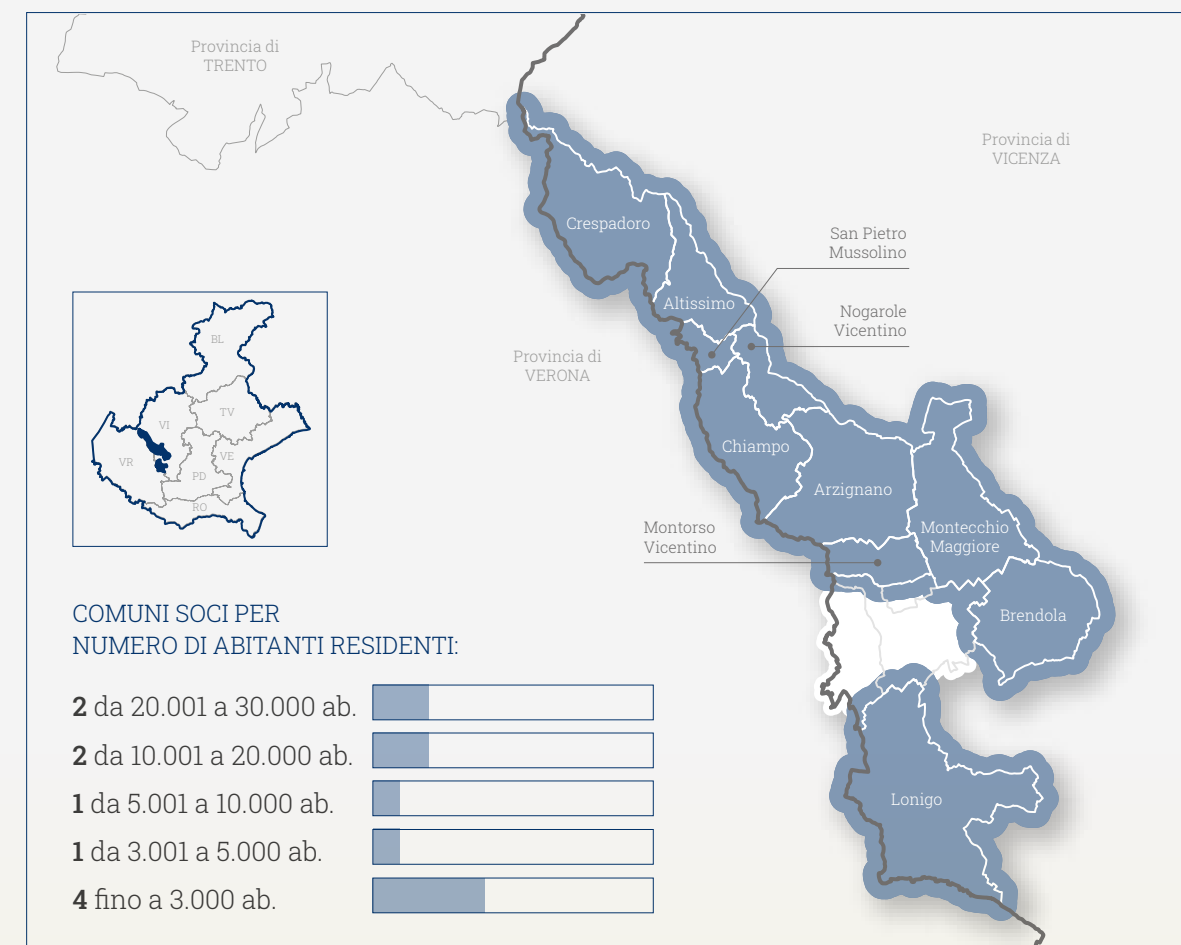 Provincia di
TRENTO
Provincia di
VICENZA
Crespadoro
San Pietro
Mussolino
Altissimo
Nogarole
Vicentino
Provincia di
VERONA
BL
TV
VI
VR
VE
PD
RO
Chiampo
Arzignano
Montorso
Vicentino
Montecchio
Maggiore
Brendola
Lonigo
COMUNI SOCI PER
NUMERO DI ABITANTI RESIDENTI:
2 da 20.001 a 30.000 ab.
2 da 10.001 a 20.000 ab.
1 da 5.001 a 10.000 ab.
1 da 3.001 a 5.000 ab.
4 fino a 3.000 ab.